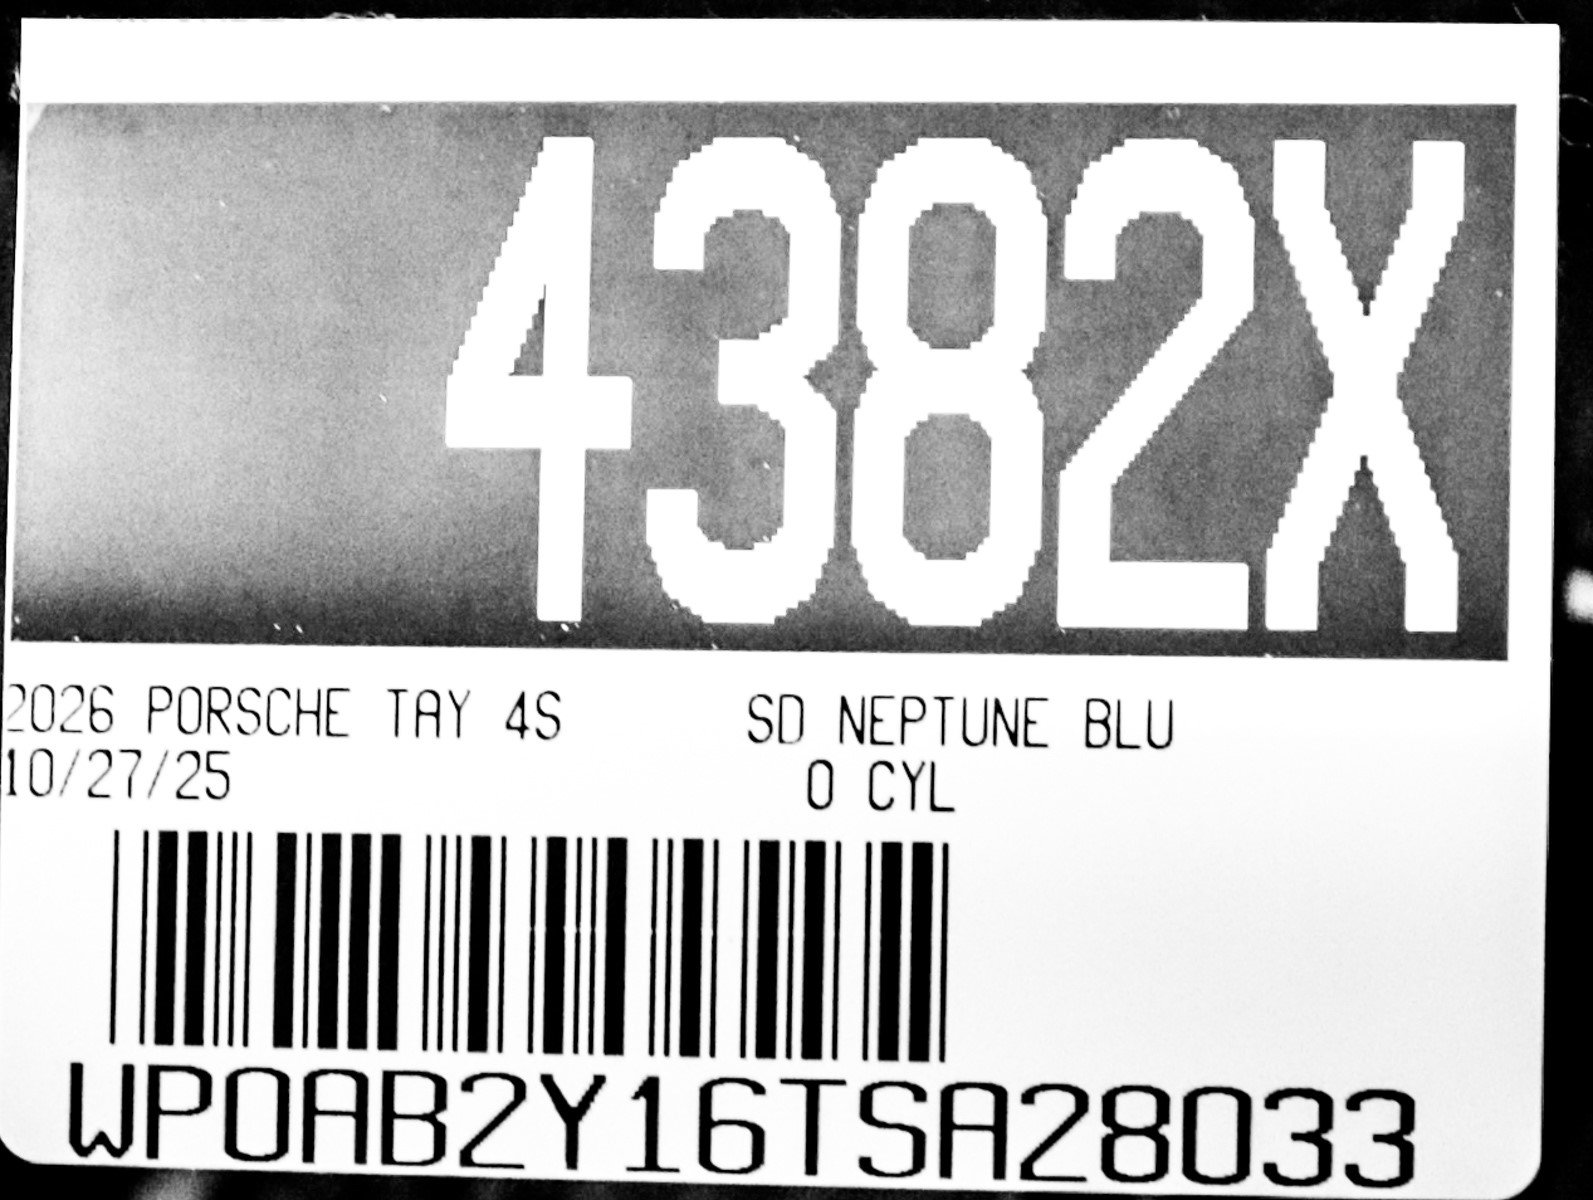 4382X
2026 PORSCHE TAY 4S SD NEPTUNE BLU
10/27/25 0 CYL
WP0AB2Y16TSA28033